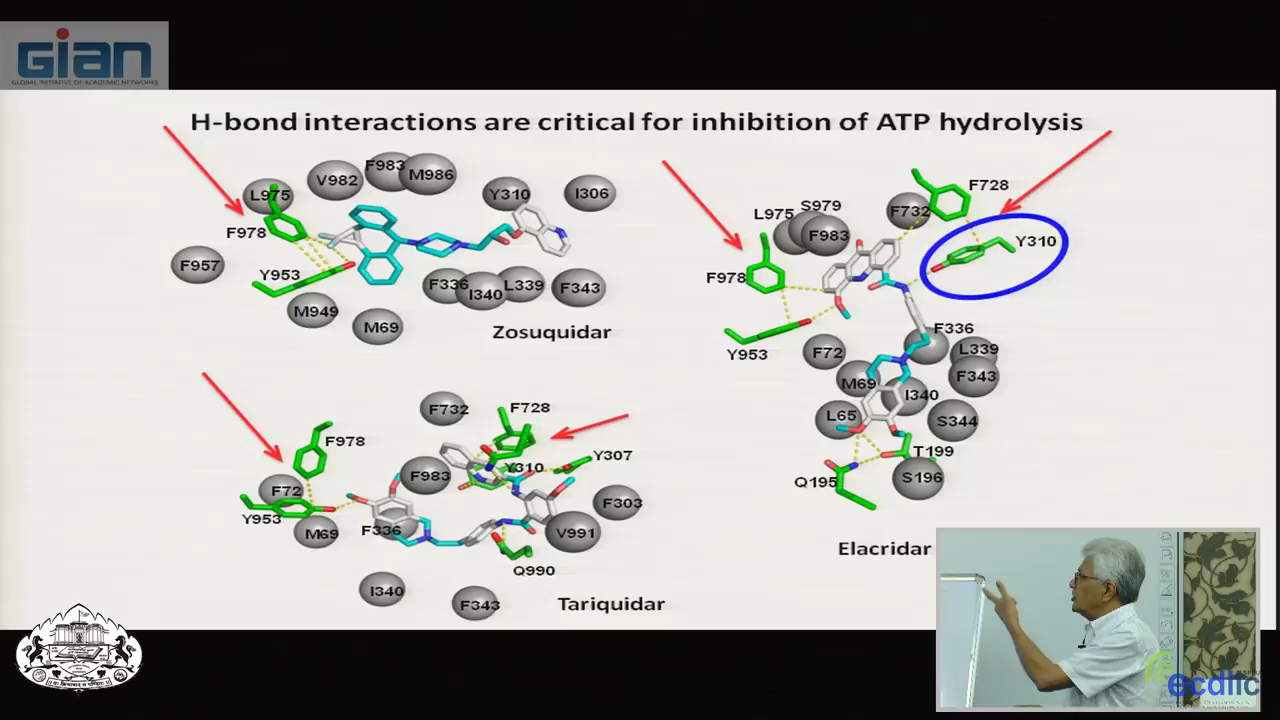 GIAN
GLOBAL INITIATIVE OF ACADEMIC NETWORKS
H-bond interactions are critical for inhibition of ATP hydrolysis
L975
V982
F983
M986
Y310
I306
F978
F957
Y953
M949
M69
F336
I340
L339
F343
Zosuquidar
F732
F728
F978
F983
Y310
Y307
F72
Y953
M69
F336
F303
V991
Q990
I340
F343
Tariquidar
F728
S979
L975
F732
F983
Y310
F978
Y953
F336
F72
L339
M69
I340
F343
L65
S344
T199
Q195
S196
Elacridar
ecdlic